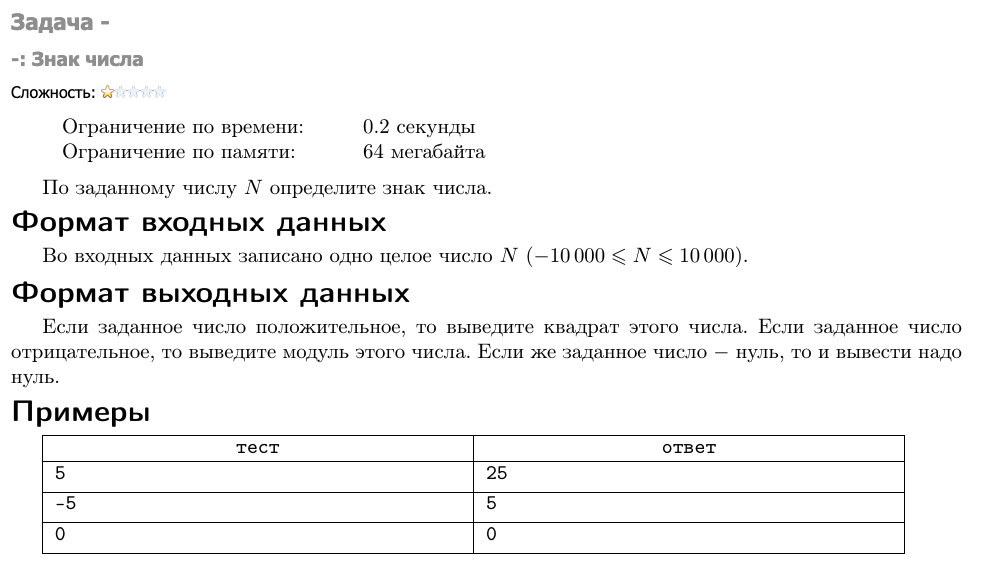 Задача -
-: Знак числа
Сложность:
Ограничение по времени: 0.2 секунды
Ограничение по памяти: 64 мегабайта
По заданному числу N определите знак числа.
Формат входных данных
Во входных данных записано одно целое число N (−10 000 ⩽ N ⩽ 10 000).
Формат выходных данных
Если заданное число положительное, то выведите квадрат этого числа. Если заданное число
отрицательное, то выведите модуль этого числа. Если же заданное число − нуль, то и вывести надо
нуль.
Примеры
тест ответ
5 25
-5 5
0 0